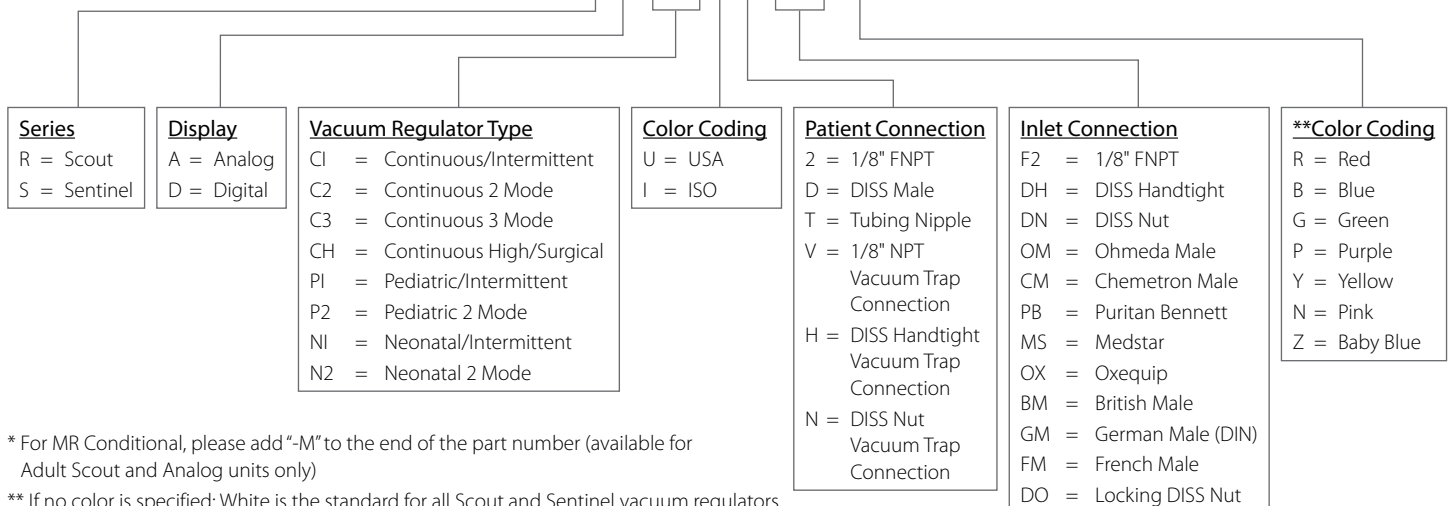 Series
R = Scout
S = Sentinel
Display
A = Analog
D = Digital
Vacuum Regulator Type
CI = Continuous/Intermittent
C2 = Continuous 2 Mode
C3 = Continuous 3 Mode
CH = Continuous High/Surgical
PI = Pediatric/Intermittent
P2 = Pediatric 2 Mode
NI = Neonatal/Intermittent
N2 = Neonatal 2 Mode
Color Coding
U = USA
I = ISO
Patient Connection
2 = 1/8" FNPT
D = DISS Male
T = Tubing Nipple
V = 1/8" NPT
Vacuum Trap
Connection
H = DISS Handtight
Vacuum Trap
Connection
N = DISS Nut
Vacuum Trap
Connection
Inlet Connection
F2 = 1/8" FNPT
DH = DISS Handtight
DN = DISS Nut
OM = Ohmeda Male
CM = Chemetron Male
PB = Puritan Bennett
MS = Medstar
OX = Oxequip
BM = British Male
GM = German Male (DIN)
FM = French Male
DO = Locking DISS Nut
**Color Coding
R = Red
B = Blue
G = Green
P = Purple
Y = Yellow
N = Pink
Z = Baby Blue
* For MR Conditional, please add "-M" to the end of the part number (available for
Adult Scout and Analog units only)
** If no color is specified: White is the standard for all Scout and Sentinel vacuum regulators